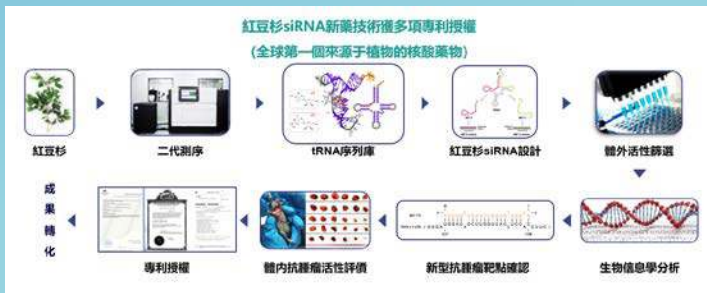 紅豆杉siRNA新藥技術獲多項專利授權
（全球第一個來源于植物的核酸藥物）
紅豆杉
二代測序
tRNA序列庫
紅豆杉siRNA設計
體外活性篩選
成果轉化
專利授權
體内抗腫瘤活性評價
新型抗腫瘤靶點確認
生物信息學分析